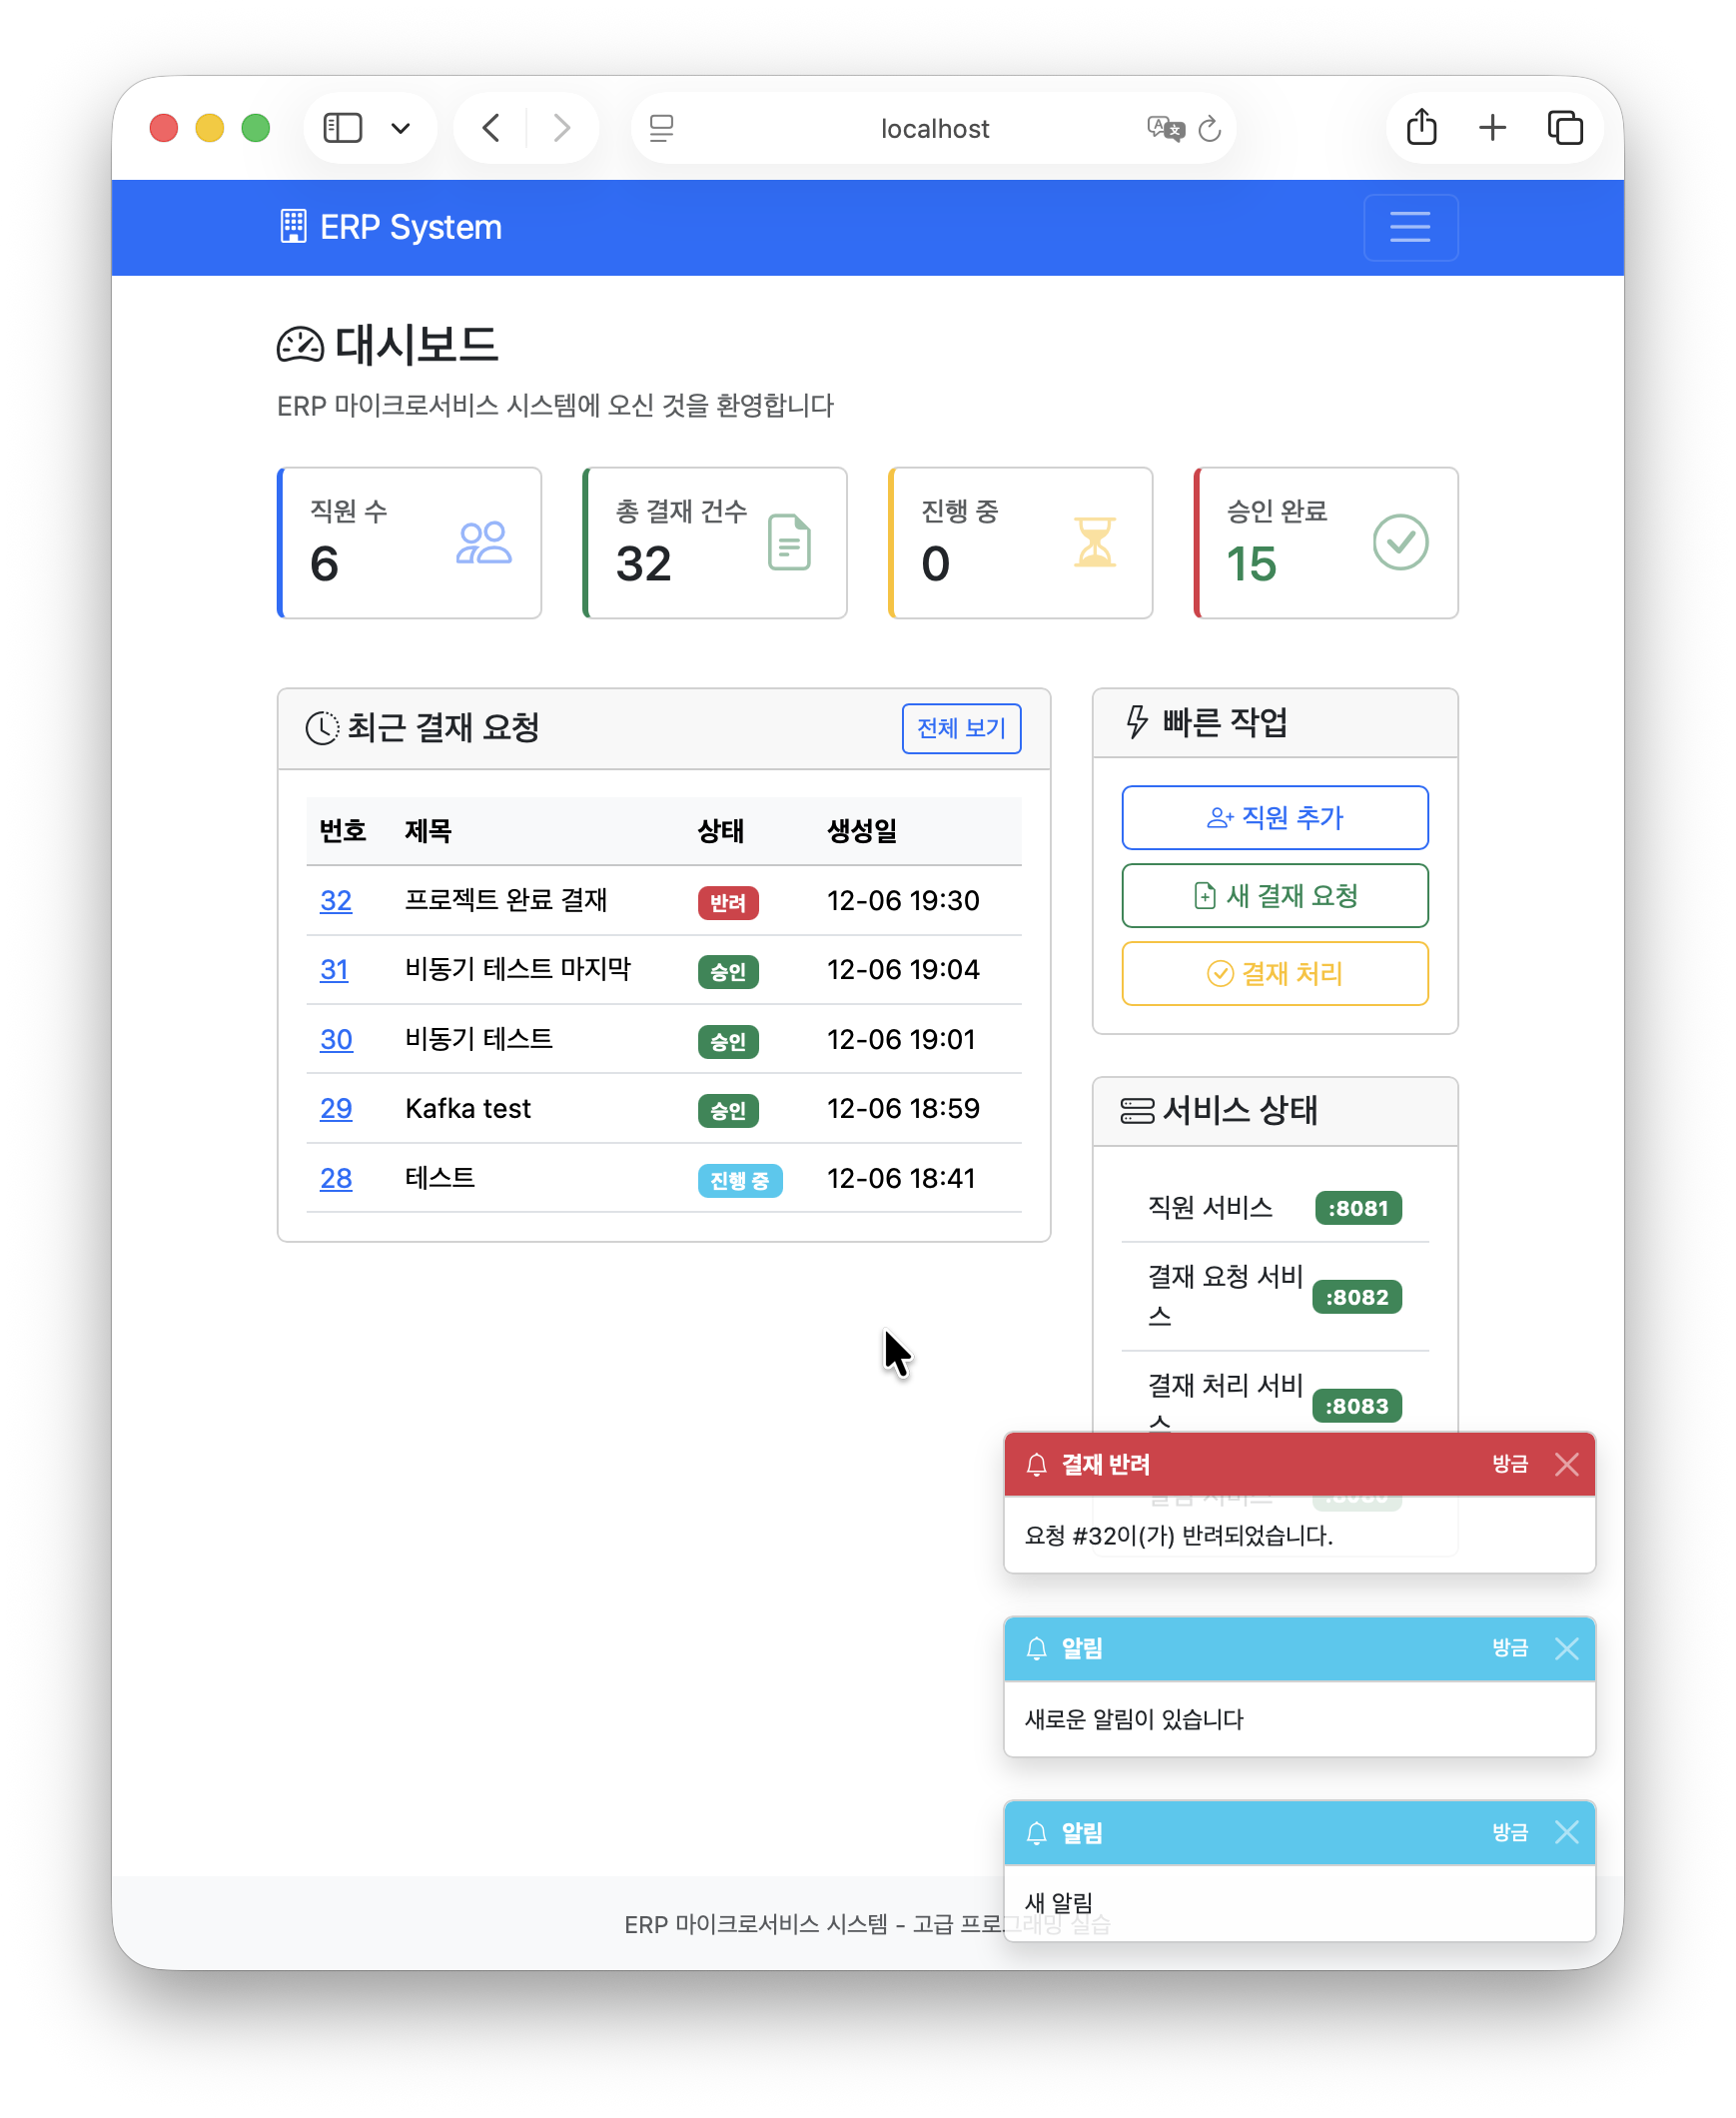 localhost
ERP System
대시보드
ERP 마이크로서비스 시스템에 오신 것을 환영합니다
직원 수
6
총 결재 건수
32
진행 중
0
승인 완료
15
최근 결재 요청
전체 보기
번호 제목 상태 생성일
32 프로젝트 완료 결재 반려 12-06 19:30
31 비동기 테스트 마지막 승인 12-06 19:04
30 비동기 테스트 승인 12-06 19:01
29 Kafka test 승인 12-06 18:59
28 테스트 진행 중 12-06 18:41
빠른 작업
직원 추가
새 결재 요청
결재 처리
서비스 상태
직원 서비스 :8081
결재 요청 서비
스 :8082
결재 처리 서비
스 :8083
결재 반려 방금
요청 #32이(가) 반려되었습니다.
알림 방금
새로운 알림이 있습니다
알림 방금
새 알림
ERP 마이크로서비스 시스템 - 고급 프로그래밍 실습